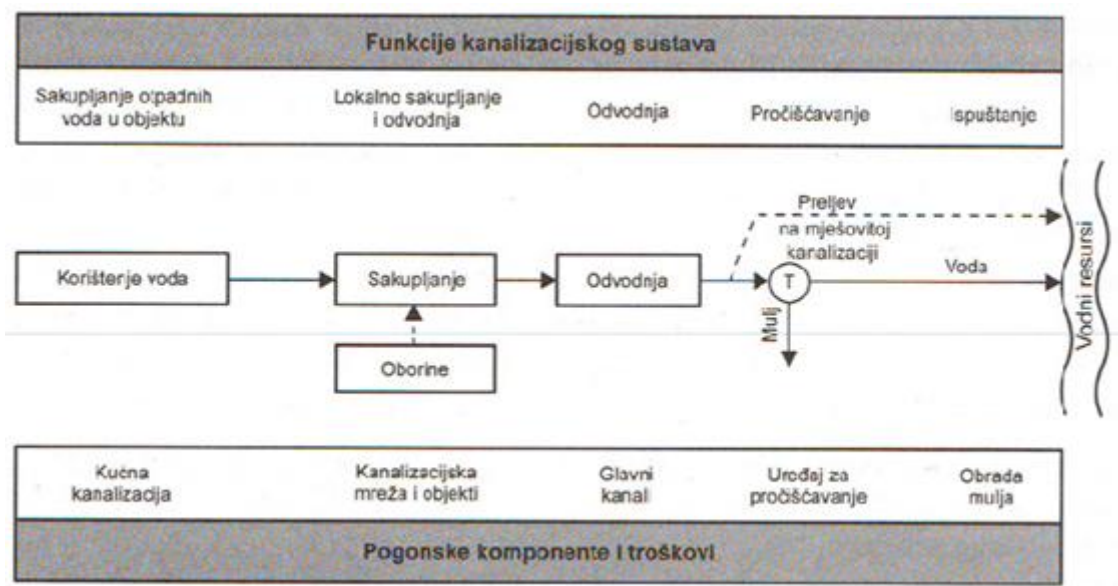 Funkcije kanalizacijskog sustava
Sakupljanje otpadnih
voda u objektu
Lokalno sakupljanje
i odvodnja
Odvodnja
Pročišćavanje
Ispuštanje
Preljev
na mješovitoj
kanalizaciji
Korištenje voda
Sakupljanje
Odvodnja
T
Voda
Mulj
Vodni resursi
Oborine
Kućna
kanalizacija
Kanalizacijska
mreža i objekti
Glavni
kanali
Uređaj za
pročišćavanje
Obrada
mulja
Pogonske komponente i troškovi